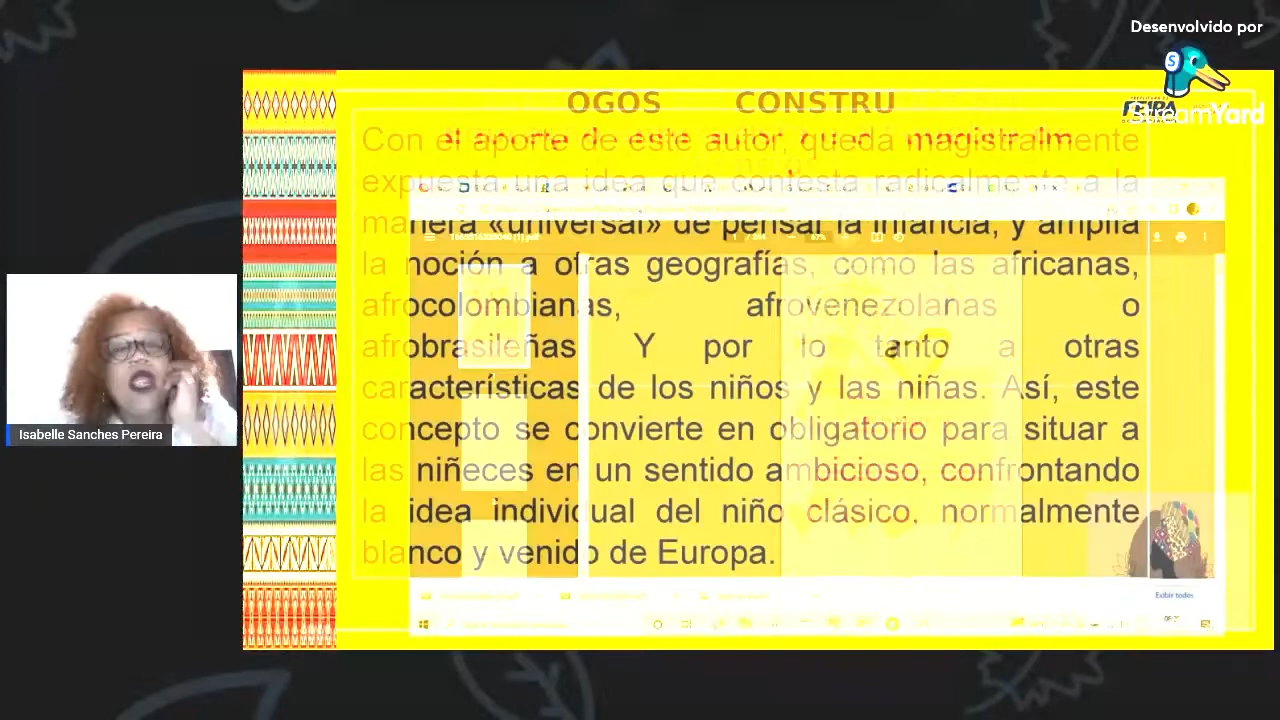 Desenvolvido por
StreamYard
OGOS CONSTRU
Con el aporte de este autor, queda magistralmente
expuesta una idea que contesta radicalmente a la
manera «universal» de pensar la infancia, y amplía
la noción a otras geografías, como las africanas,
afrocolombianas, afrovenezolanas o
afrobrasileñas Y por lo tanto a otras
características de los niños y las niñas. Así, este
concepto se convierte en obligatorio para situar a
las niñeces en un sentido ambicioso, confrontando
la idea individual del niño clásico, normalmente
blanco y venido de Europa.
Isabelle Sanches Pereira
Exibir todos